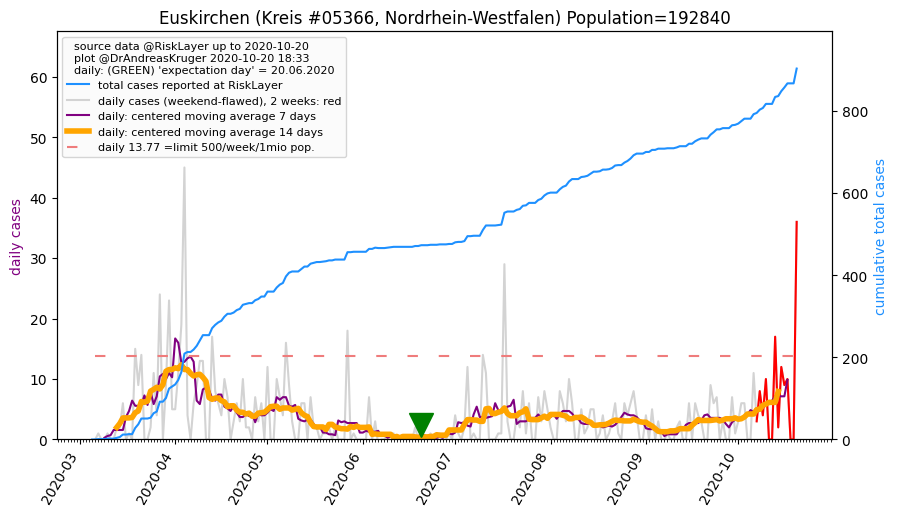 Euskirchen (Kreis #05366, Nordrhein-Westfalen) Population=192840
source data @RiskLayer up to 2020-10-20
plot @DrAndreasKruger 2020-10-20 18:33
daily: (GREEN) 'expectation day' = 20.06.2020
total cases reported at RiskLayer
daily cases (weekend-flawed), 2 weeks: red
daily: centered moving average 7 days
daily: centered moving average 14 days
daily 13.77 =limit 500/week/1mio pop.
daily cases
60
50
40
30
20
10
0
cumulative total cases
800
600
400
200
0
2020-03
2020-04
2020-05
2020-06
2020-07
2020-08
2020-09
2020-10